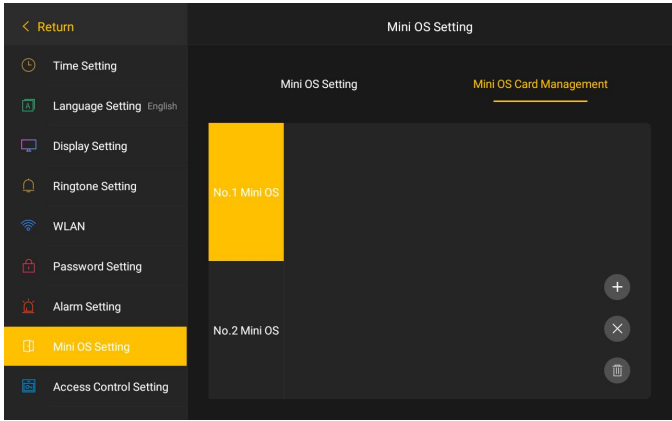 Return
Mini OS Setting
Time Setting
Language Setting English
Display Setting
Ringtone Setting
WLAN
Password Setting
Alarm Setting
Mini OS Setting
Access Control Setting
Mini OS Setting
Mini OS Card Management
No.1 Mini OS
No.2 Mini OS